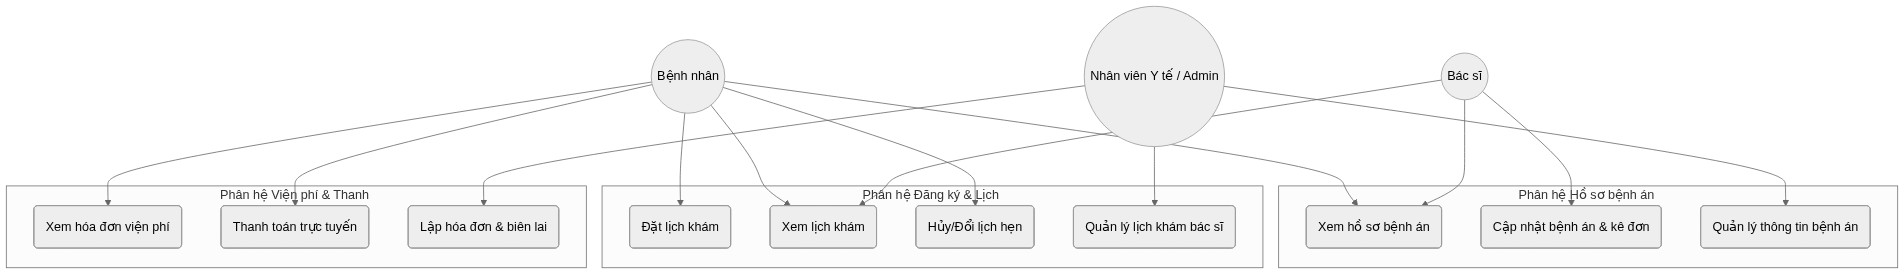 Bệnh nhân
Nhân viên Y tế / Admin
Bác sĩ
Phân hệ Viện phí & Thanh
Xem hóa đơn viện phí
Thanh toán trực tuyến
Lập hóa đơn & biên lai
Phân hệ Đăng ký & Lịch
Đặt lịch khám
Xem lịch khám
Hủy/Đổi lịch hẹn
Quản lý lịch khám bác sĩ
Phân hệ Hồ sơ bệnh án
Xem hồ sơ bệnh án
Cập nhật bệnh án & kê đơn
Quản lý thông tin bệnh án